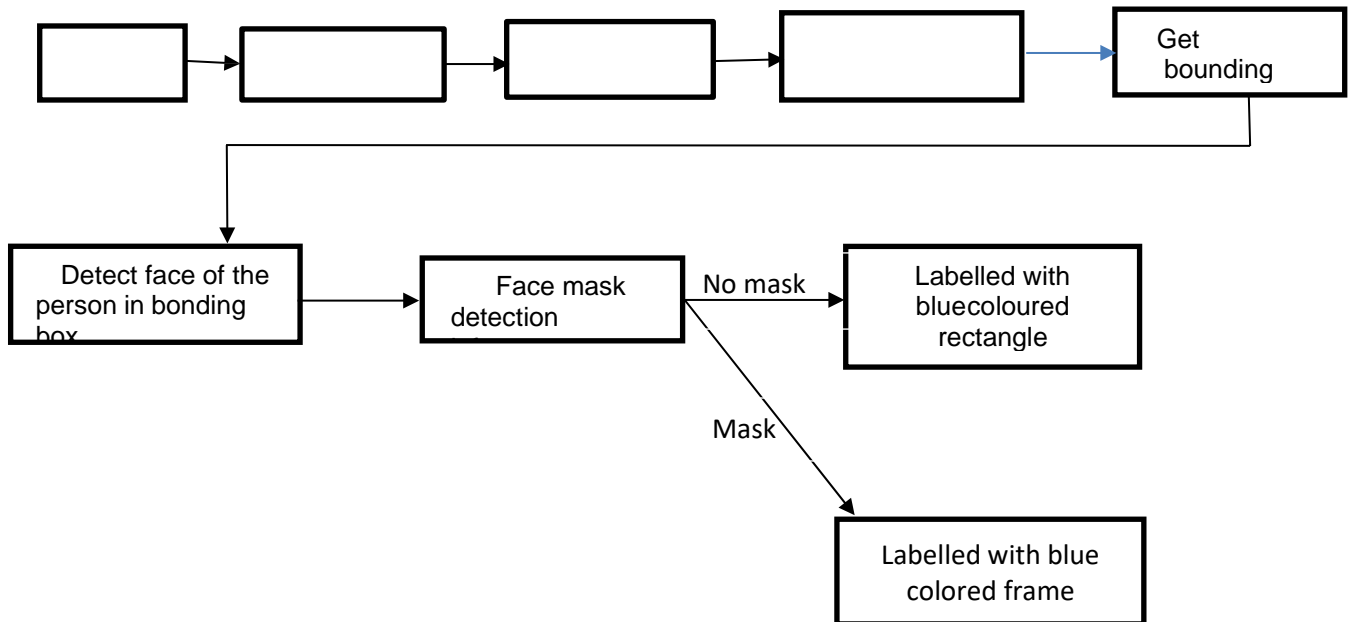 Get
bounding
Detect face of the
person in bonding
box
Face mask
detection
No mask
Labelled with
bluecoloured
rectangle
Mask
Labelled with blue
colored frame